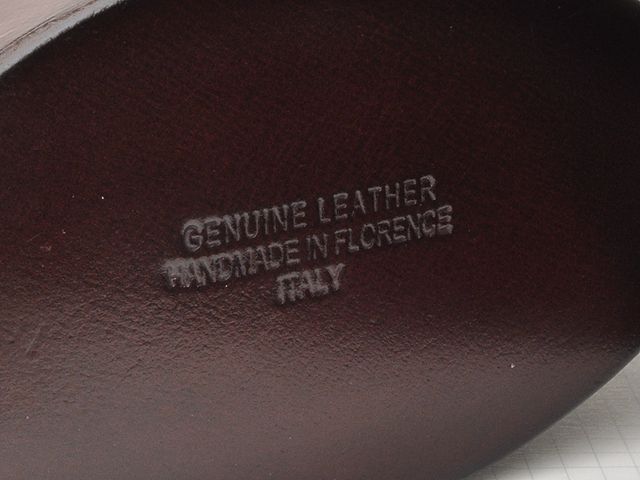 GENUINE LEATHER
HANDMADE IN FLORENCE
ITALY